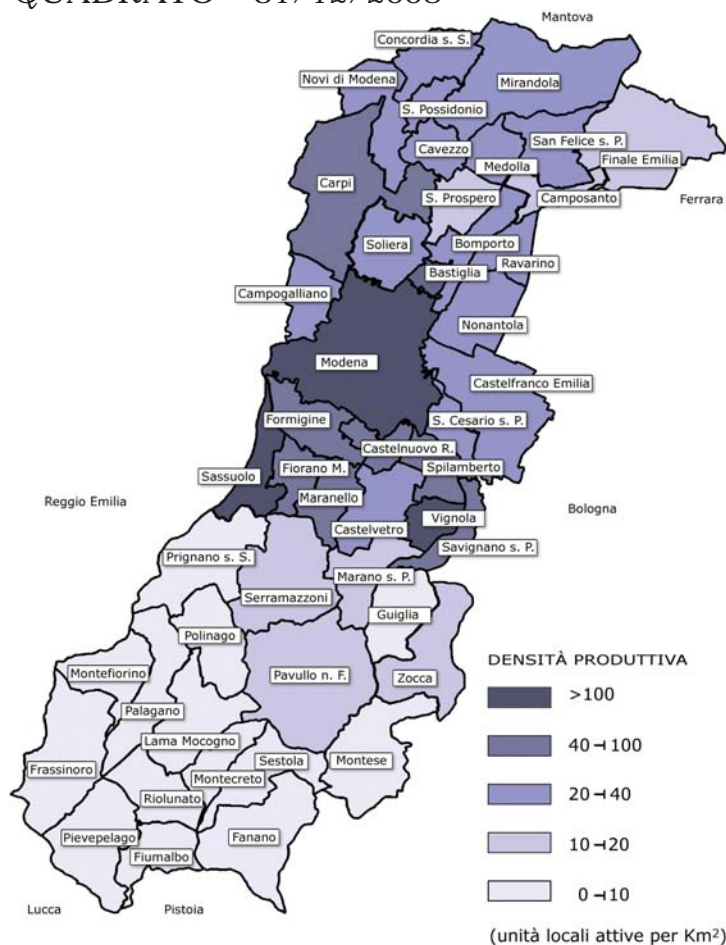 QUADRATO - 31/12/2008
Mantova
Concordia s. S.
Novi di Modena
Mirandola
S. Possidonio
Cavezzo
San Felice s. P.
Medolla
Finale Emilia
Carpi
S. Prospero
Camposanto
Ferrara
Soliera
Bomporto
Ravarino
Bastiglia
Campogalliano
Nonantola
Modena
Castelfranco Emilia
Formigine
S. Cesario s. P.
Castelnuovo R.
Fiorano M.
Spilamberto
Sassuolo
Maranello
Reggio Emilia
Bologna
Vignola
Castelvetro
Savignano s. P.
Prignano s. S.
Marano s. P.
Serramazzoni
Guiglia
Polinago
DENSITÀ PRODUTTIVA
Montefiorino
Pavullo n. F.
Zocca
>100
Palagano
Lama Mocogno
40⊣100
Sestola
Montese
Frassinoro
Montecreto
Riolunato
20⊣40
Pievepelago
Fanano
10⊣20
Fiumalbo
0⊣10
Lucca
Pistoia
(unità locali attive per Km²)